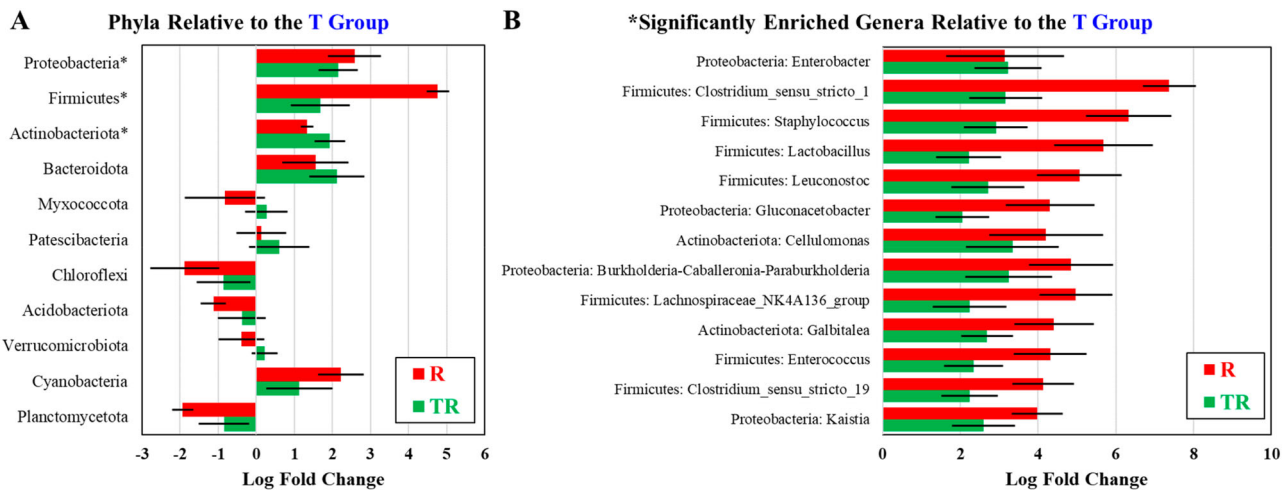 A
Phyla Relative to the T Group
Proteobacteria*
Firmicutes*
Actinobacteriota*
Bacteroidota
Myxococcota
Patescibacteria
Chloroflexi
Acidobacteriota
Verrucomicrobiota
Cyanobacteria
Planctomycetota
R
TR
-3 -2 -1 0 1 2 3 4 5 6
Log Fold Change
B
*Significantly Enriched Genera Relative to the T Group
Proteobacteria: Enterobacter
Firmicutes: Clostridium_sensu_stricto_1
Firmicutes: Staphylococcus
Firmicutes: Lactobacillus
Firmicutes: Leuconostoc
Proteobacteria: Gluconacetobacter
Actinobacteriota: Cellulomonas
Proteobacteria: Burkholderia-Caballeronia-Paraburkholderia
Firmicutes: Lachnospiraceae_NK4A136_group
Actinobacteriota: Galbitalea
Firmicutes: Enterococcus
Firmicutes: Clostridium_sensu_stricto_19
Proteobacteria: Kaistia
R
TR
0 2 4 6 8 10
Log Fold Change